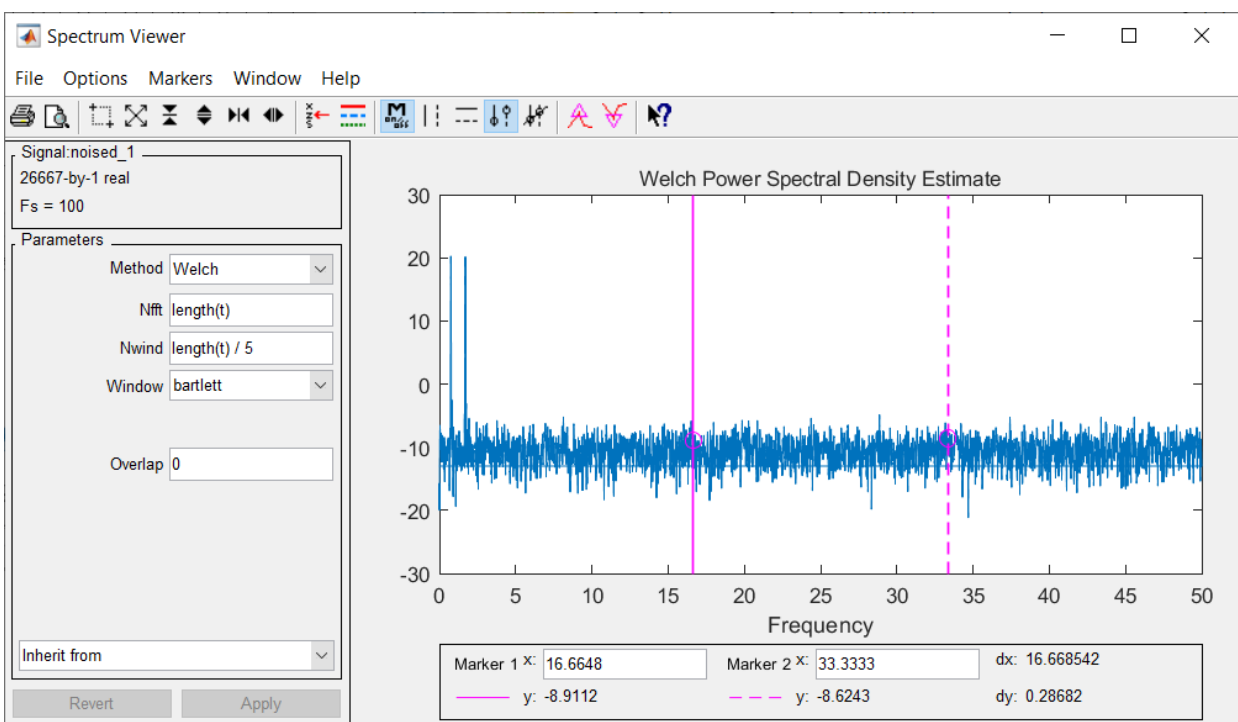 Spectrum Viewer
File Options Markers Window Help
Signal:noised_1
26667-by-1 real
Fs = 100
Parameters
Method Welch
Nfft length(t)
Nwind length(t) / 5
Window bartlett
Overlap 0
Inherit from
Revert Apply
Welch Power Spectral Density Estimate
30
20
10
0
-10
-20
-30
0 5 10 15 20 25 30 35 40 45 50
Frequency
Marker 1 x: 16.6648 Marker 2 x: 33.3333 dx: 16.668542
y: -8.9112 y: -8.6243 dy: 0.28682